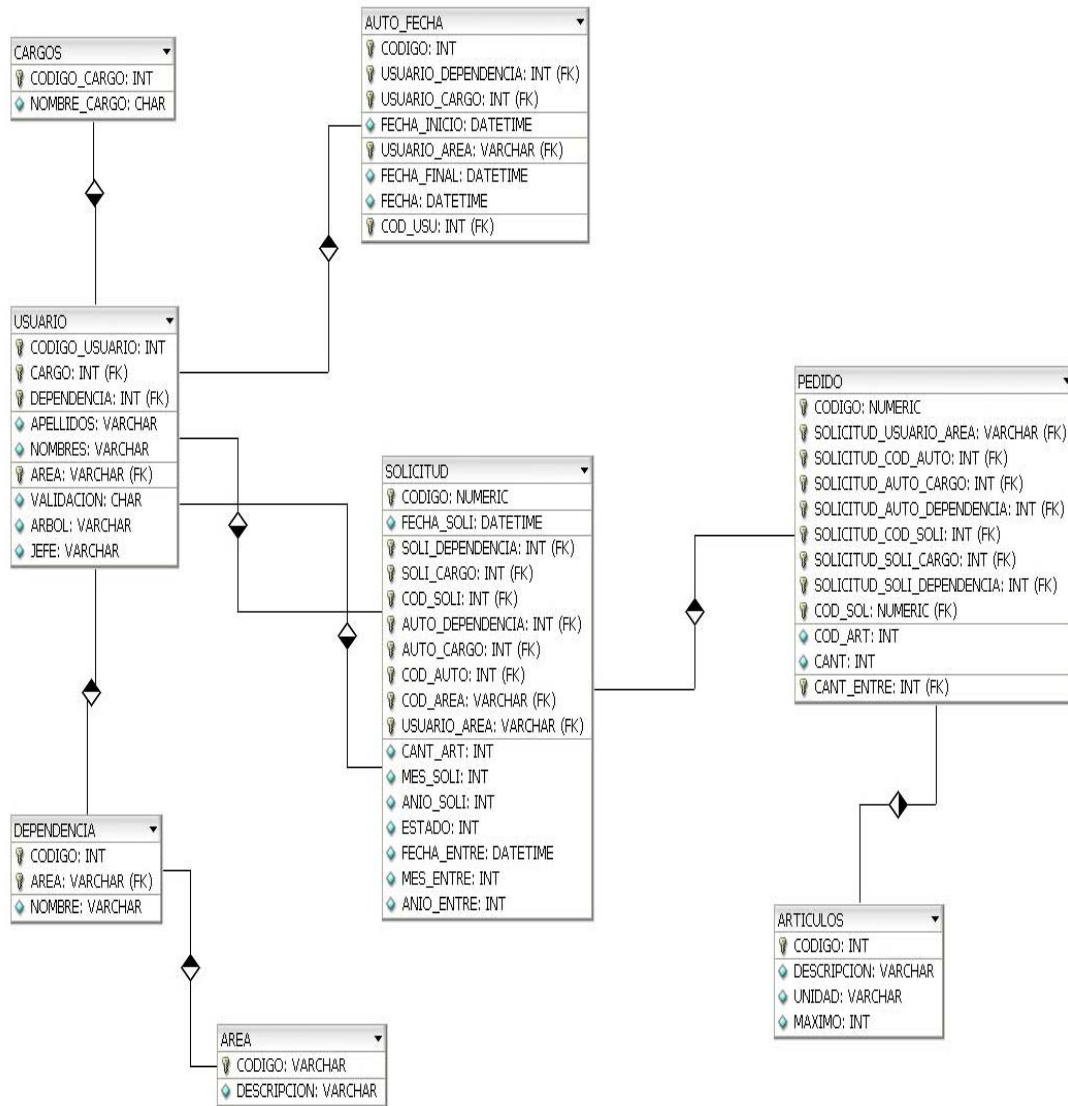 CARGOS
CODIGO_CARGO: INT
NOMBRE_CARGO: CHAR
AUTO_FECHA
CODIGO: INT
USUARIO_DEPENDENCIA: INT (FK)
USUARIO_CARGO: INT (FK)
FECHA_INICIO: DATETIME
USUARIO_AREA: VARCHAR (FK)
FECHA_FINAL: DATETIME
FECHA: DATETIME
COD_USU: INT (FK)
USUARIO
CODIGO_USUARIO: INT
CARGO: INT (FK)
DEPENDENCIA: INT (FK)
APELLIDOS: VARCHAR
NOMBRES: VARCHAR
AREA: VARCHAR (FK)
VALIDACION: CHAR
ARBOL: VARCHAR
JEFE: VARCHAR
SOLICITUD
CODIGO: NUMERIC
FECHA_SOLI: DATETIME
SOLI_DEPENDENCIA: INT (FK)
SOLI_CARGO: INT (FK)
COD_SOLI: INT (FK)
AUTO_DEPENDENCIA: INT (FK)
AUTO_CARGO: INT (FK)
COD_AUTO: INT (FK)
COD_AREA: VARCHAR (FK)
USUARIO_AREA: VARCHAR (FK)
CANT_ART: INT
MES_SOLI: INT
ANIO_SOLI: INT
ESTADO: INT
FECHA_ENTRE: DATETIME
MES_ENTRE: INT
ANIO_ENTRE: INT
PEDIDO
CODIGO: NUMERIC
SOLICITUD_USUARIO_AREA: VARCHAR (FK)
SOLICITUD_COD_AUTO: INT (FK)
SOLICITUD_AUTO_CARGO: INT (FK)
SOLICITUD_AUTO_DEPENDENCIA: INT (FK)
SOLICITUD_COD_SOLI: INT (FK)
SOLICITUD_SOLI_CARGO: INT (FK)
SOLICITUD_SOLI_DEPENDENCIA: INT (FK)
COD_SOL: NUMERIC (FK)
COD_ART: INT
CANT: INT
CANT_ENTRE: INT (FK)
DEPENDENCIA
CODIGO: INT
AREA: VARCHAR (FK)
NOMBRE: VARCHAR
ARTICULOS
CODIGO: INT
DESCRIPCION: VARCHAR
UNIDAD: VARCHAR
MAXIMO: INT
AREA
CODIGO: VARCHAR
DESCRIPCION: VARCHAR